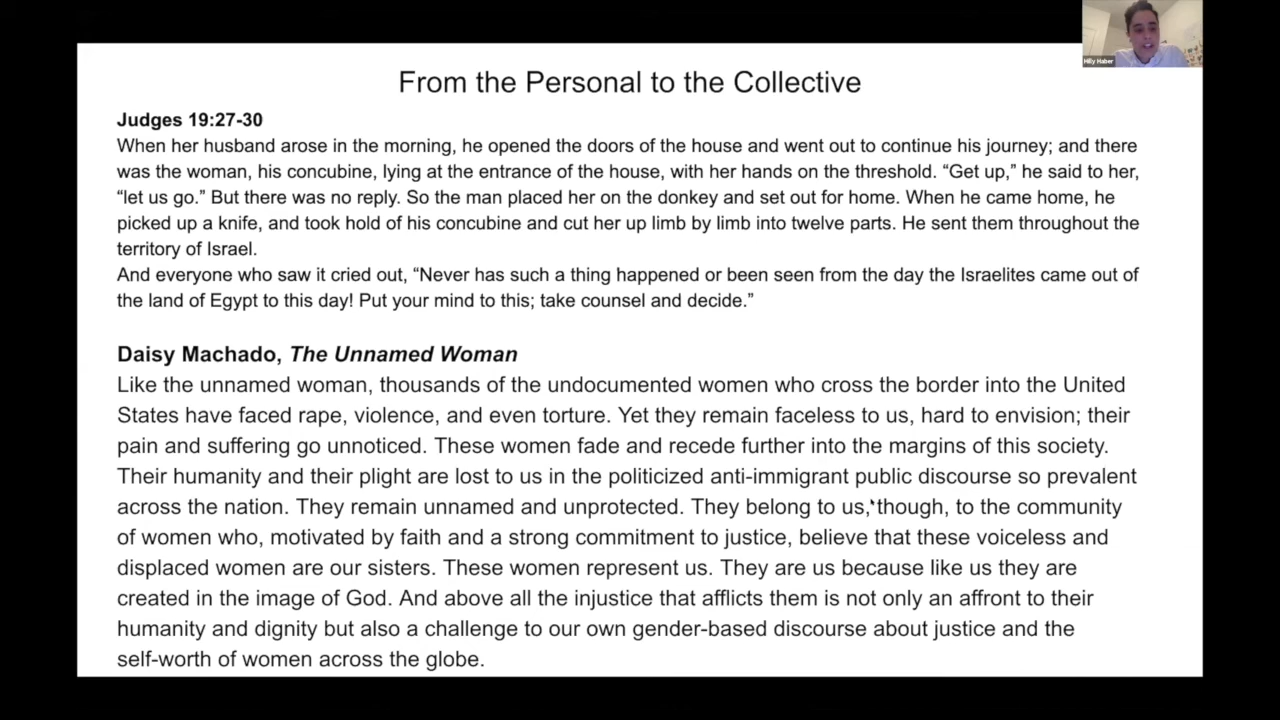 Hilly Haber
From the Personal to the Collective
Judges 19:27-30
When her husband arose in the morning, he opened the doors of the house and went out to continue his journey; and there
was the woman, his concubine, lying at the entrance of the house, with her hands on the threshold. “Get up,” he said to her,
“let us go.” But there was no reply. So the man placed her on the donkey and set out for home. When he came home, he
picked up a knife, and took hold of his concubine and cut her up limb by limb into twelve parts. He sent them throughout the
territory of Israel.
And everyone who saw it cried out, “Never has such a thing happened or been seen from the day the Israelites came out of
the land of Egypt to this day! Put your mind to this; take counsel and decide.”
Daisy Machado, The Unnamed Woman
Like the unnamed woman, thousands of the undocumented women who cross the border into the United
States have faced rape, violence, and even torture. Yet they remain faceless to us, hard to envision; their
pain and suffering go unnoticed. These women fade and recede further into the margins of this society.
Their humanity and their plight are lost to us in the politicized anti-immigrant public discourse so prevalent
across the nation. They remain unnamed and unprotected. They belong to us, though, to the community
of women who, motivated by faith and a strong commitment to justice, believe that these voiceless and
displaced women are our sisters. These women represent us. They are us because like us they are
created in the image of God. And above all the injustice that afflicts them is not only an affront to their
humanity and dignity but also a challenge to our own gender-based discourse about justice and the
self-worth of women across the globe.